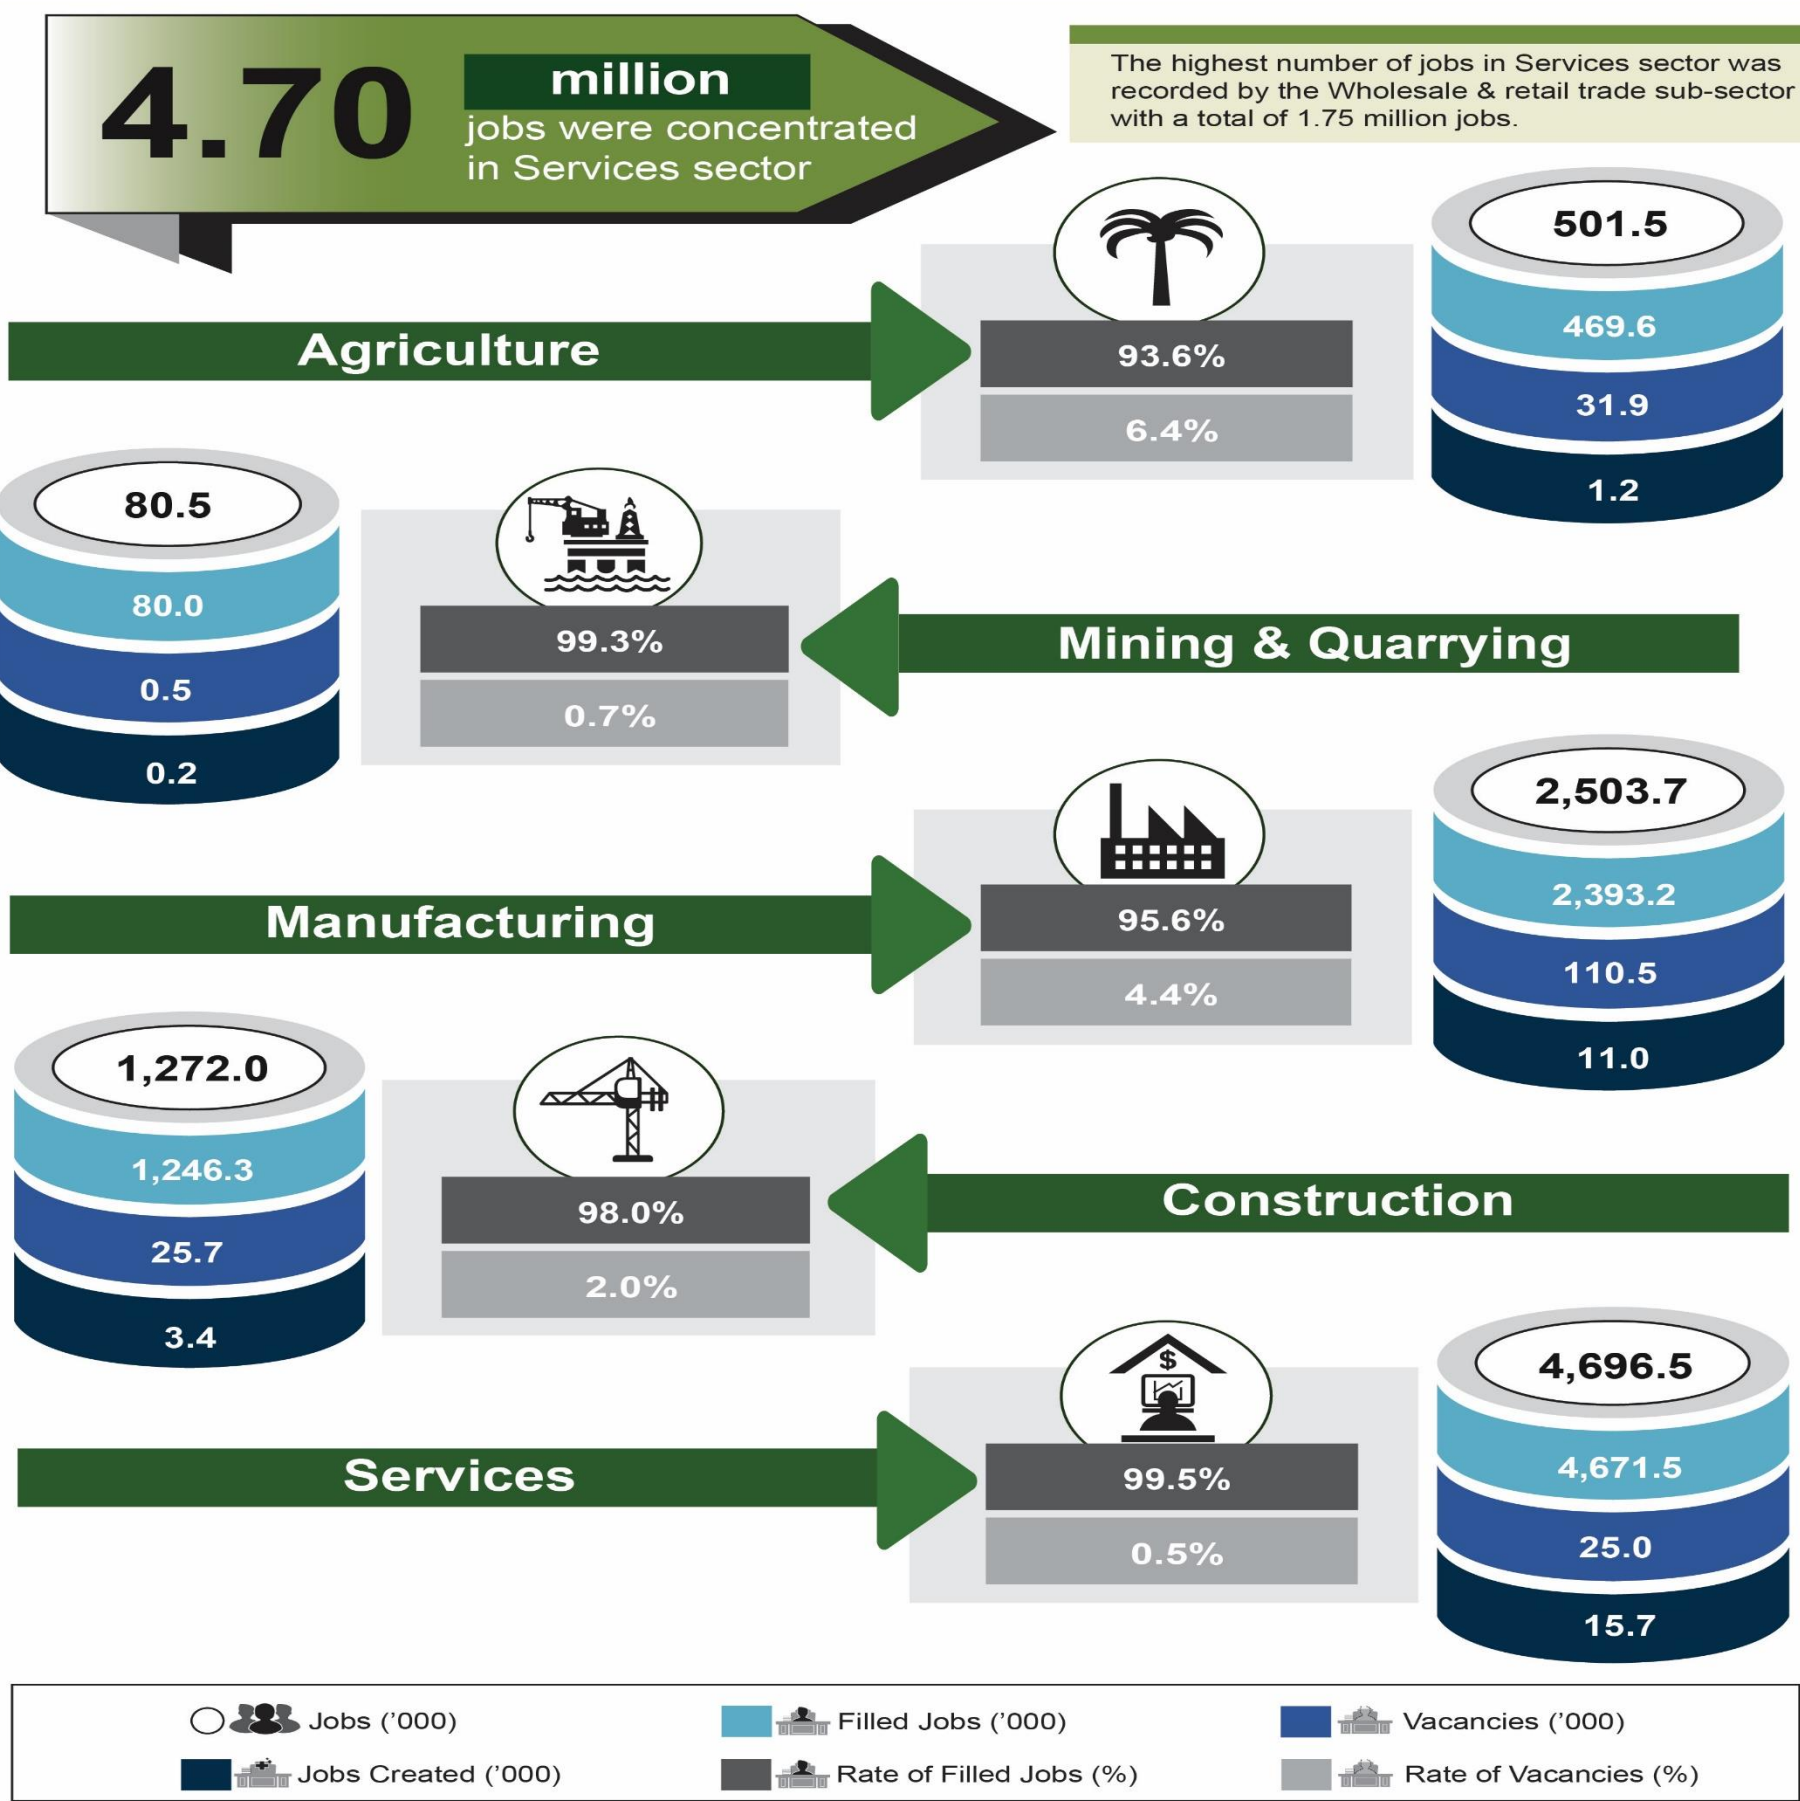 4.70
million
jobs were concentrated
in Services sector
The highest number of jobs in Services sector was
recorded by the Wholesale & retail trade sub-sector
with a total of 1.75 million jobs.
Agriculture
93.6%
6.4%
501.5
469.6
31.9
1.2
80.5
80.0
0.5
0.2
99.3%
0.7%
Mining & Quarrying
Manufacturing
95.6%
4.4%
2,503.7
2,393.2
110.5
11.0
1,272.0
1,246.3
25.7
3.4
98.0%
2.0%
Construction
Services
$
99.5%
0.5%
4,696.5
4,671.5
25.0
15.7
Jobs (’000)
Filled Jobs (’000)
Vacancies (’000)
Jobs Created (’000)
Rate of Filled Jobs (%)
Rate of Vacancies (%)